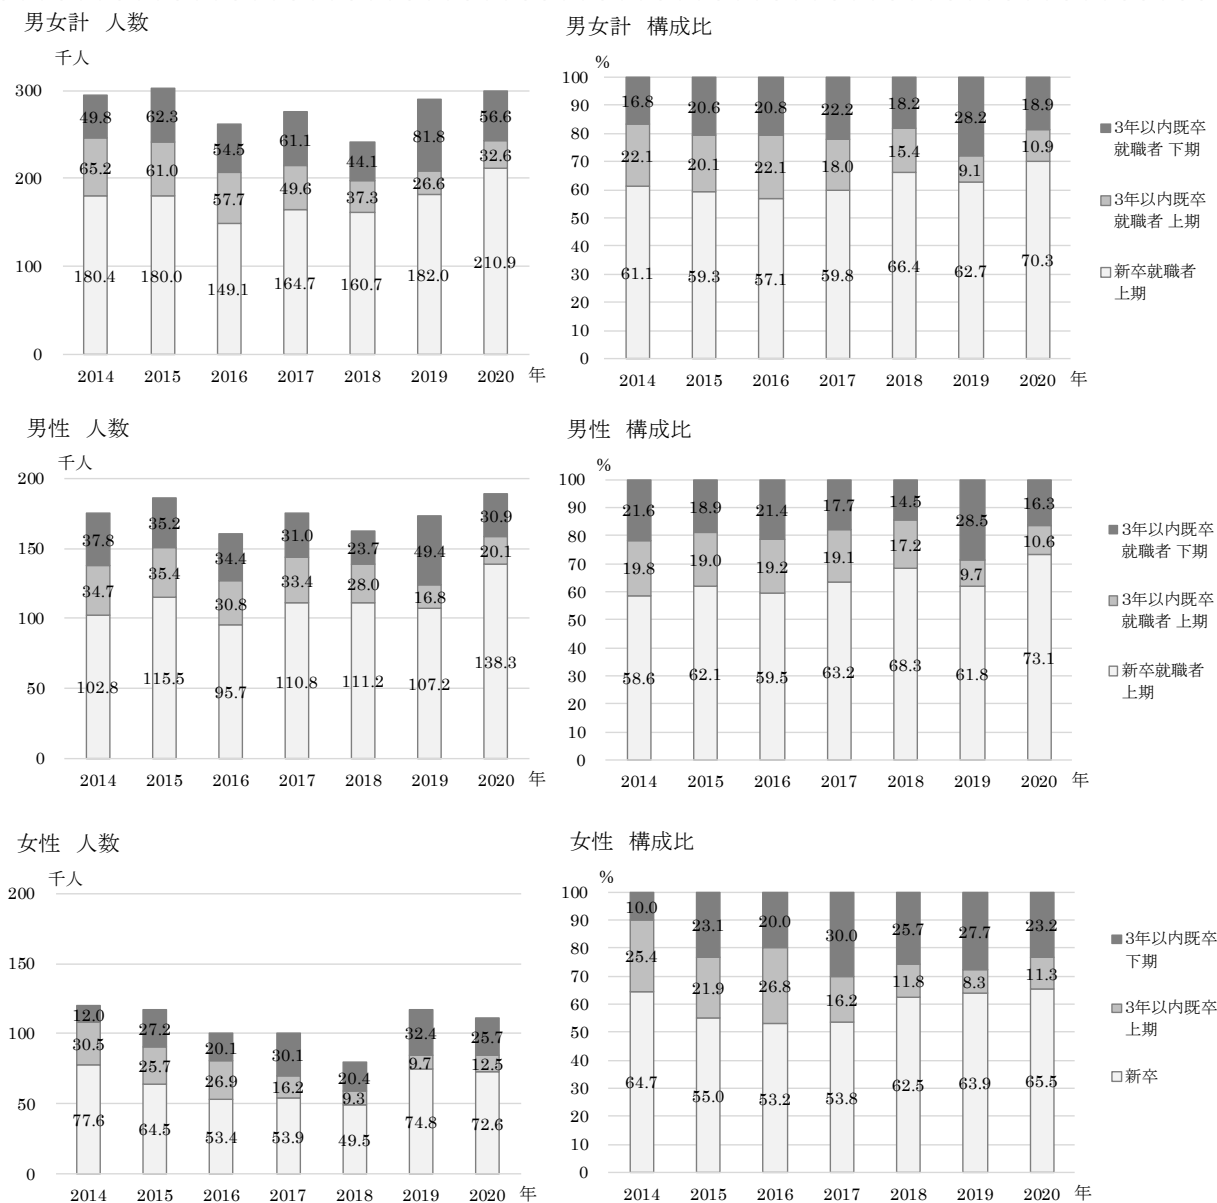 男女計 人数
千人
300
200
100
0
49.8 62.3 54.5 61.1 44.1 81.8 56.6
65.2 61.0 57.7 49.6 37.3 26.6 32.6
180.4 180.0 149.1 164.7 160.7 182.0 210.9
2014 2015 2016 2017 2018 2019 2020 年
男女計 構成比
%
100
90
80
70
60
50
40
30
20
10
0
16.8 20.6 20.8 22.2 18.2 28.2 18.9
22.1 20.1 22.1 18.0 15.4 9.1 10.9
61.1 59.3 57.1 59.8 66.4 62.7 70.3
2014 2015 2016 2017 2018 2019 2020 年
3年以内既卒
就職者 下期
3年以内既卒
就職者 上期
新卒就職者
上期
男性 人数
千人
200
150
100
50
0
37.8 35.2 34.4 31.0 23.7 49.4 30.9
34.7 35.4 30.8 33.4 28.0 16.8 20.1
102.8 115.5 95.7 110.8 111.2 107.2 138.3
2014 2015 2016 2017 2018 2019 2020 年
男性 構成比
%
100
90
80
70
60
50
40
30
20
10
0
21.6 18.9 21.4 17.7 14.5 28.5 16.3
19.8 19.0 19.2 19.1 17.2 9.7 10.6
58.6 62.1 59.5 63.2 68.3 61.8 73.1
2014 2015 2016 2017 2018 2019 2020 年
3年以内既卒
就職者 下期
3年以内既卒
就職者 上期
新卒就職者
上期
女性 人数
千人
200
150
100
50
0
12.0 27.2 20.1 30.1 20.4 32.4 25.7
30.5 25.7 26.9 16.2 9.3 9.7 12.5
77.6 64.5 53.4 53.9 49.5 74.8 72.6
2014 2015 2016 2017 2018 2019 2020 年
女性 構成比
%
100
90
80
70
60
50
40
30
20
10
0
10.0 23.1 20.0 30.0 25.7 27.7 23.2
25.4 21.9 26.8 16.2 11.8 8.3 11.3
64.7 55.0 53.2 53.8 62.5 63.9 65.5
2014 2015 2016 2017 2018 2019 2020 年
3年以内既卒
下期
3年以内既卒
上期
新卒